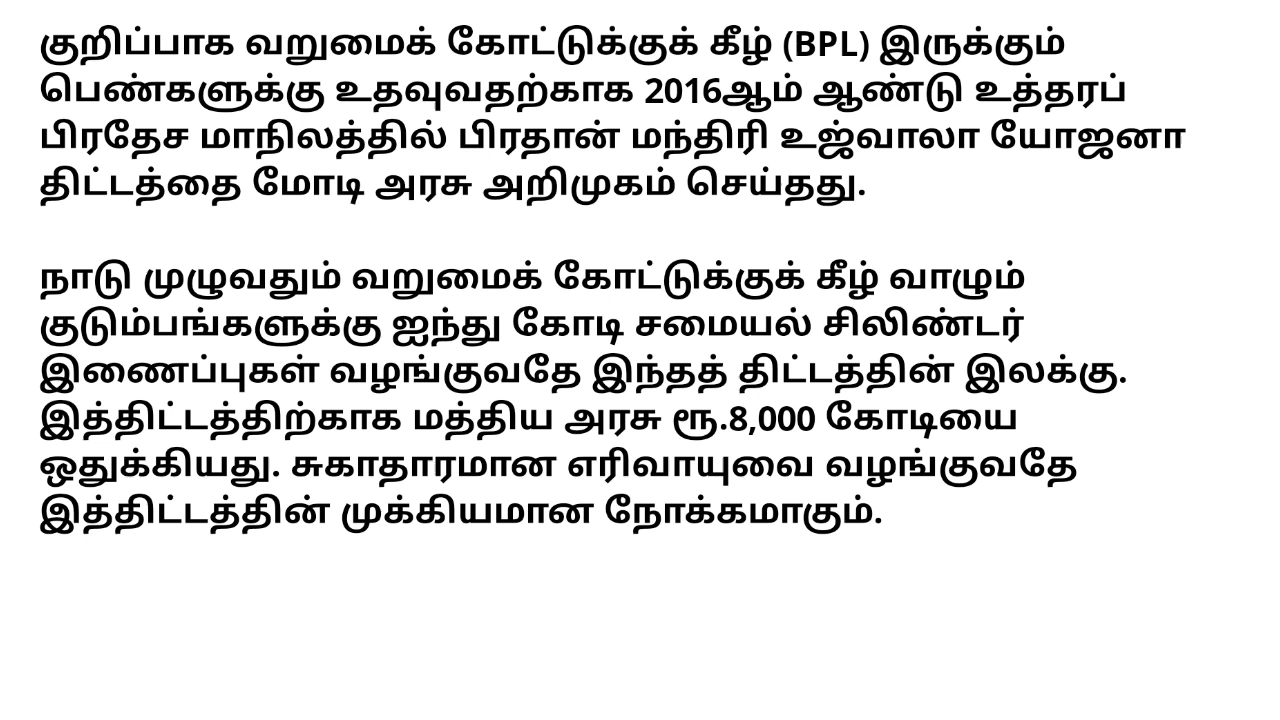 குறிப்பாக வறுமைக் கோட்டுக்குக் கீழ் (BPL) இருக்கும்
பெண்களுக்கு உதவுவதற்காக 2016ஆம் ஆண்டு உத்தரப்
பிரதேச மாநிலத்தில் பிரதான் மந்திரி உஜ்வாலா யோஜனா
திட்டத்தை மோடி அரசு அறிமுகம் செய்தது.

நாடு முழுவதும் வறுமைக் கோட்டுக்குக் கீழ் வாழும்
குடும்பங்களுக்கு ஐந்து கோடி சமையல் சிலிண்டர்
இணைப்புகள் வழங்குவதே இந்தத் திட்டத்தின் இலக்கு.
இத்திட்டத்திற்காக மத்திய அரசு ரூ.8,000 கோடியை
ஒதுக்கியது. சுகாதாரமான எரிவாயுவை வழங்குவதே
இத்திட்டத்தின் முக்கியமான நோக்கமாகும்.